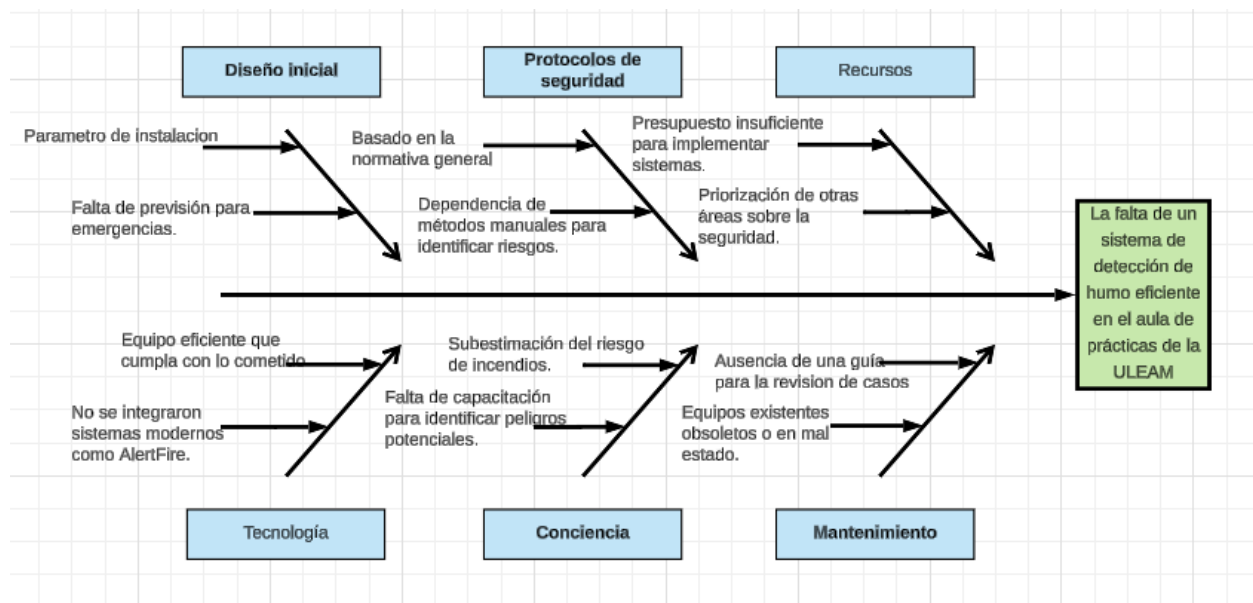 Diseño inicial
Protocolos de
seguridad
Recursos
Parametro de instalacion
Falta de previsión para
emergencias.
Basado en la
normativa general
Dependencia de
métodos manuales para
identificar riesgos.
Presupuesto insuficiente
para implementar
sistemas.
Priorización de otras
áreas sobre la
seguridad.
La falta de un
sistema de
detección de
humo eficiente
en el aula de
prácticas de la
ULEAM
Equipo eficiente que
cumpla con lo cometido
No se integraron
sistemas modernos
como AlertFire.
Subestimación del riesgo
de incendios.
Falta de capacitación
para identificar peligros
potenciales.
Ausencia de una guía
para la revision de casos
Equipos existentes
obsoletos o en mal
estado.
Tecnología
Conciencia
Mantenimiento